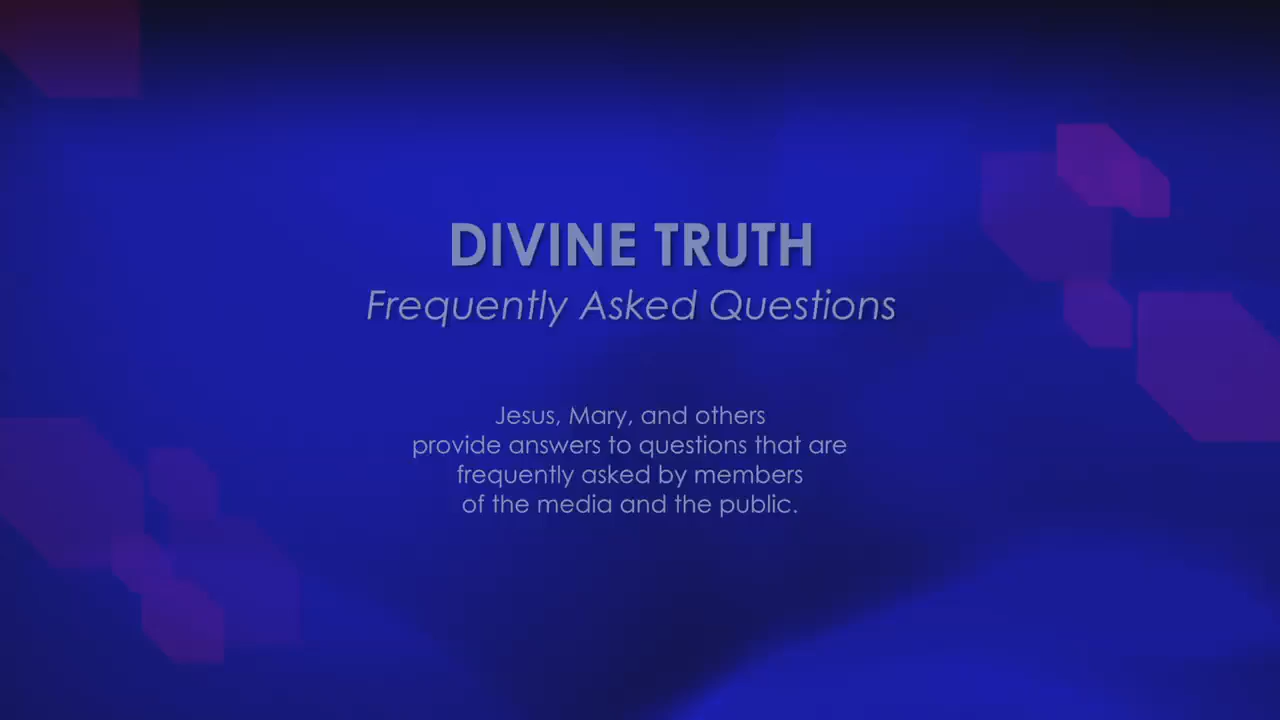 DIVINE TRUTH
Frequently Asked Questions
Jesus, Mary, and others
provide answers to questions that are
frequently asked by members
of the media and the public.